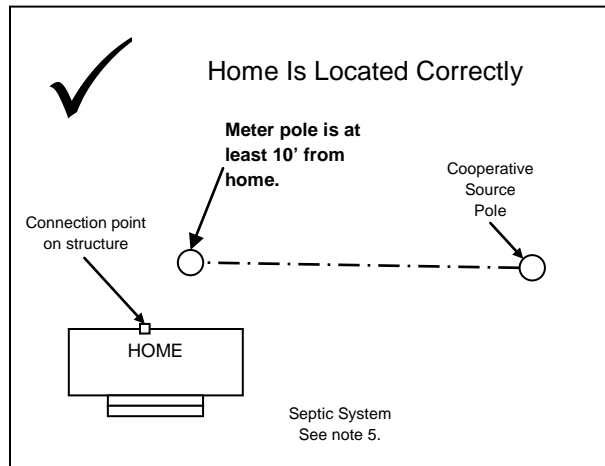 Home Is Located Correctly
Meter pole is at
least 10’ from
home.
Cooperative
Source
Pole
Connection point
on structure
HOME
Septic System
See note 5.